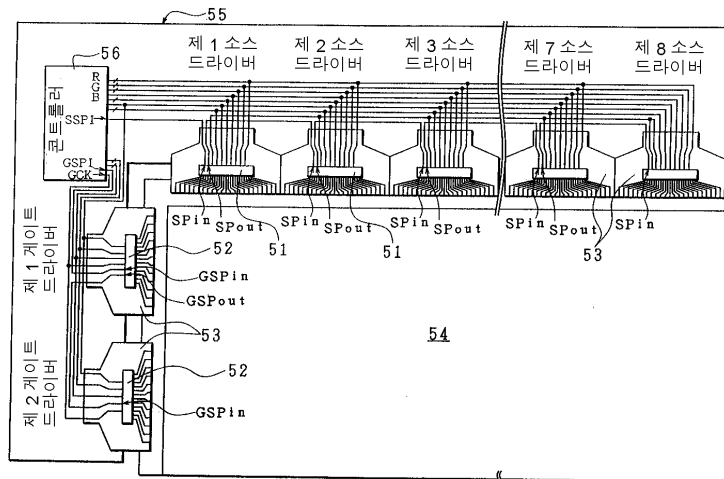 55
56
제 1 소스
드라이버
제 2 소스
드라이버
제 3 소스
드라이버
제 7 소스
드라이버
제 8 소스
드라이버
콘트롤러
R
G
B
SSPI
GSPI
GCK
SPin
SPout
51
SPin
SPout
51
SPin
SPout
SPin
SPout
53
SPin
제 1 게이트
드라이버
52
GSPin
GSPout
53
54
제 2 게이트
드라이버
52
GSPin